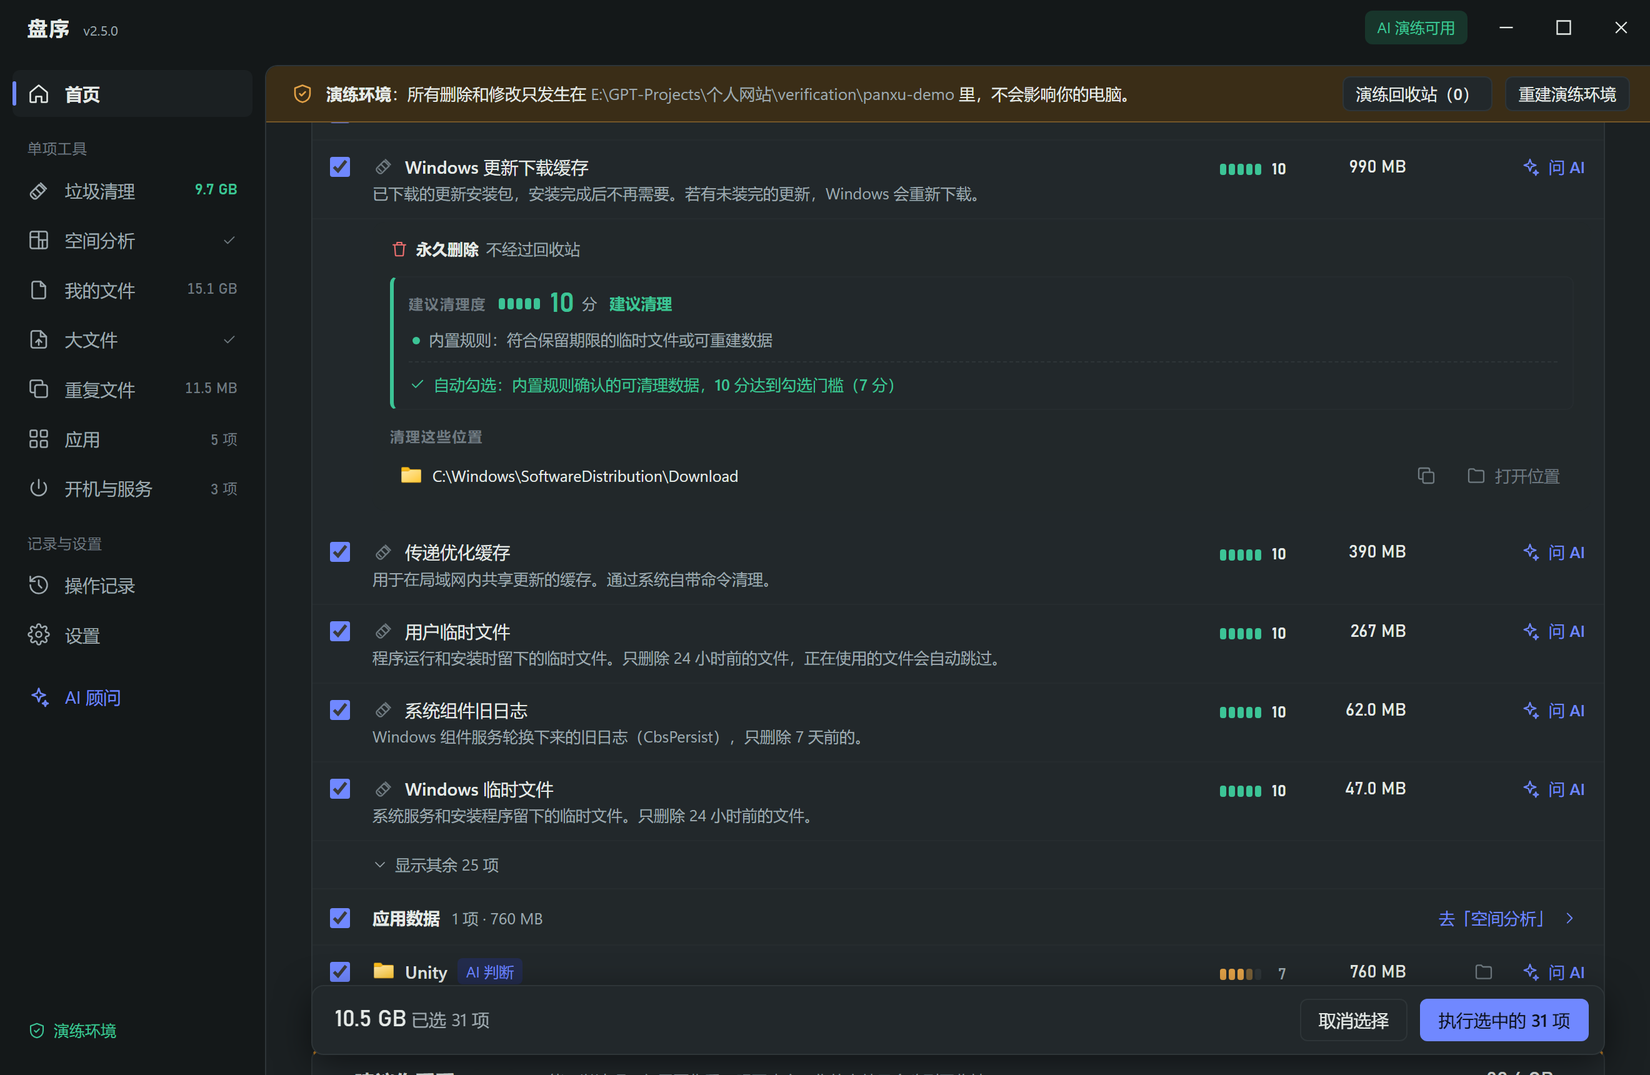 盘序 v2.5.0
AI 演练可用
首页
演练环境：所有删除和修改只发生在 E:\GPT-Projects\个人网站\verification\panxu-demo 里，不会影响你的电脑。
演练回收站（0）
重建演练环境
单项工具
垃圾清理 9.7 GB
空间分析
我的文件 15.1 GB
大文件
重复文件 11.5 MB
应用 5 项
开机与服务 3 项
记录与设置
操作记录
设置
AI 顾问
演练环境
Windows 更新下载缓存 10 990 MB 问 AI
已下载的更新安装包，安装完成后不再需要。若有未装完的更新，Windows 会重新下载。
永久删除 不经过回收站
建议清理度 10 分 建议清理
内置规则：符合保留期限的临时文件或可重建数据
自动勾选：内置规则确认的可清理数据，10 分达到勾选门槛（7 分）
清理这些位置
C:\Windows\SoftwareDistribution\Download 打开位置
传递优化缓存 10 390 MB 问 AI
用于在局域网内共享更新的缓存。通过系统自带命令清理。
用户临时文件 10 267 MB 问 AI
程序运行和安装时留下的临时文件。只删除 24 小时前的文件，正在使用的文件会自动跳过。
系统组件旧日志 10 62.0 MB 问 AI
Windows 组件服务轮换下来的旧日志（CbsPersist），只删除 7 天前的。
Windows 临时文件 10 47.0 MB 问 AI
系统服务和安装程序留下的临时文件。只删除 24 小时前的文件。
显示其余 25 项
应用数据 1 项 · 760 MB 去「空间分析」
Unity AI 判断 7 760 MB 问 AI
10.5 GB 已选 31 项
取消选择
执行选中的 31 项